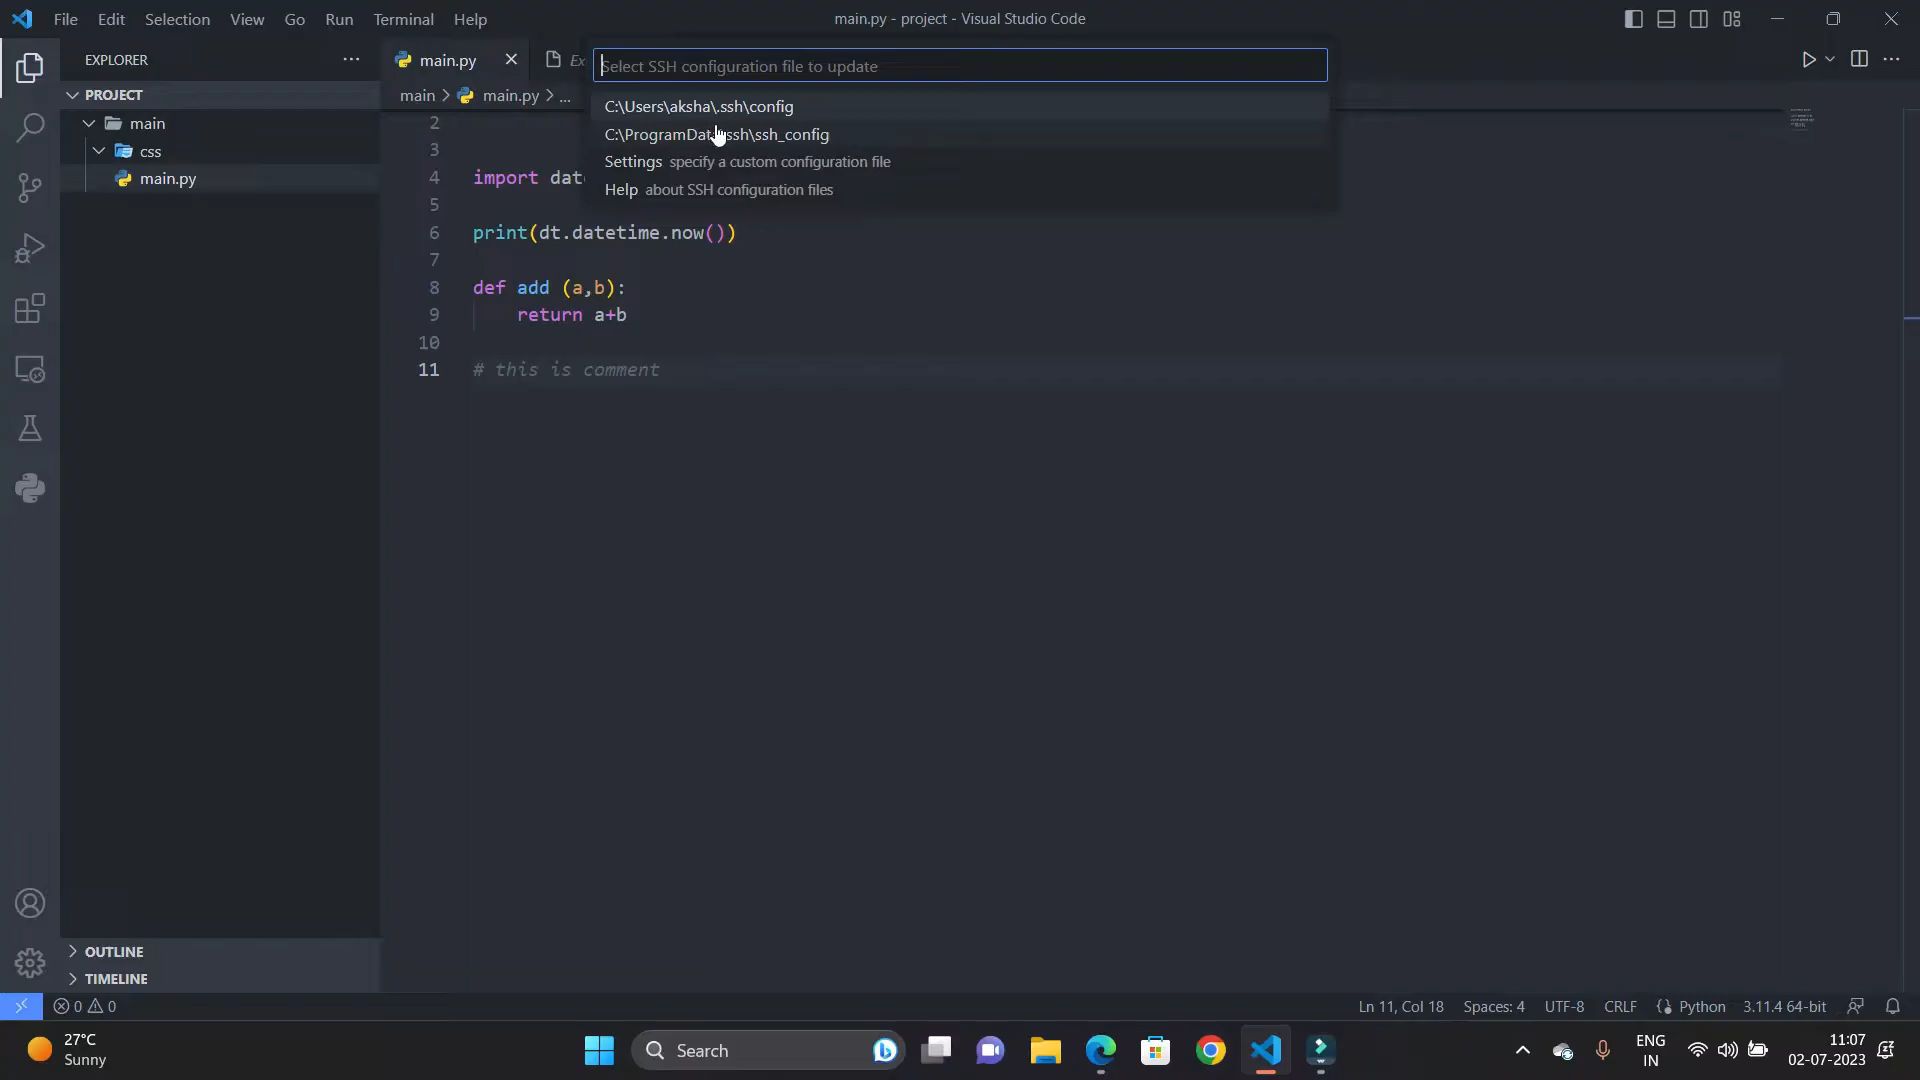 File Edit Selection View Go Run Terminal Help
main.py - project - Visual Studio Code
EXPLORER
main.py
Ex
Select SSH configuration file to update
PROJECT
main
css
main.py
main > main.py > ...
C:\Users\aksha\.ssh\config
ssh\ssh_config
Settings specify a custom configuration file
Help about SSH configuration files
2
3
4 import dat
5
6 print(dt.datetime.now())
7
8 def add (a,b):
9 return a+b
10
11 # this is comment
OUTLINE
TIMELINE
0 0
Ln 11, Col 18 Spaces: 4 UTF-8 CRLF Python 3.11.4 64-bit
27°C
Sunny
Search
ENG
IN
11:07
02-07-2023